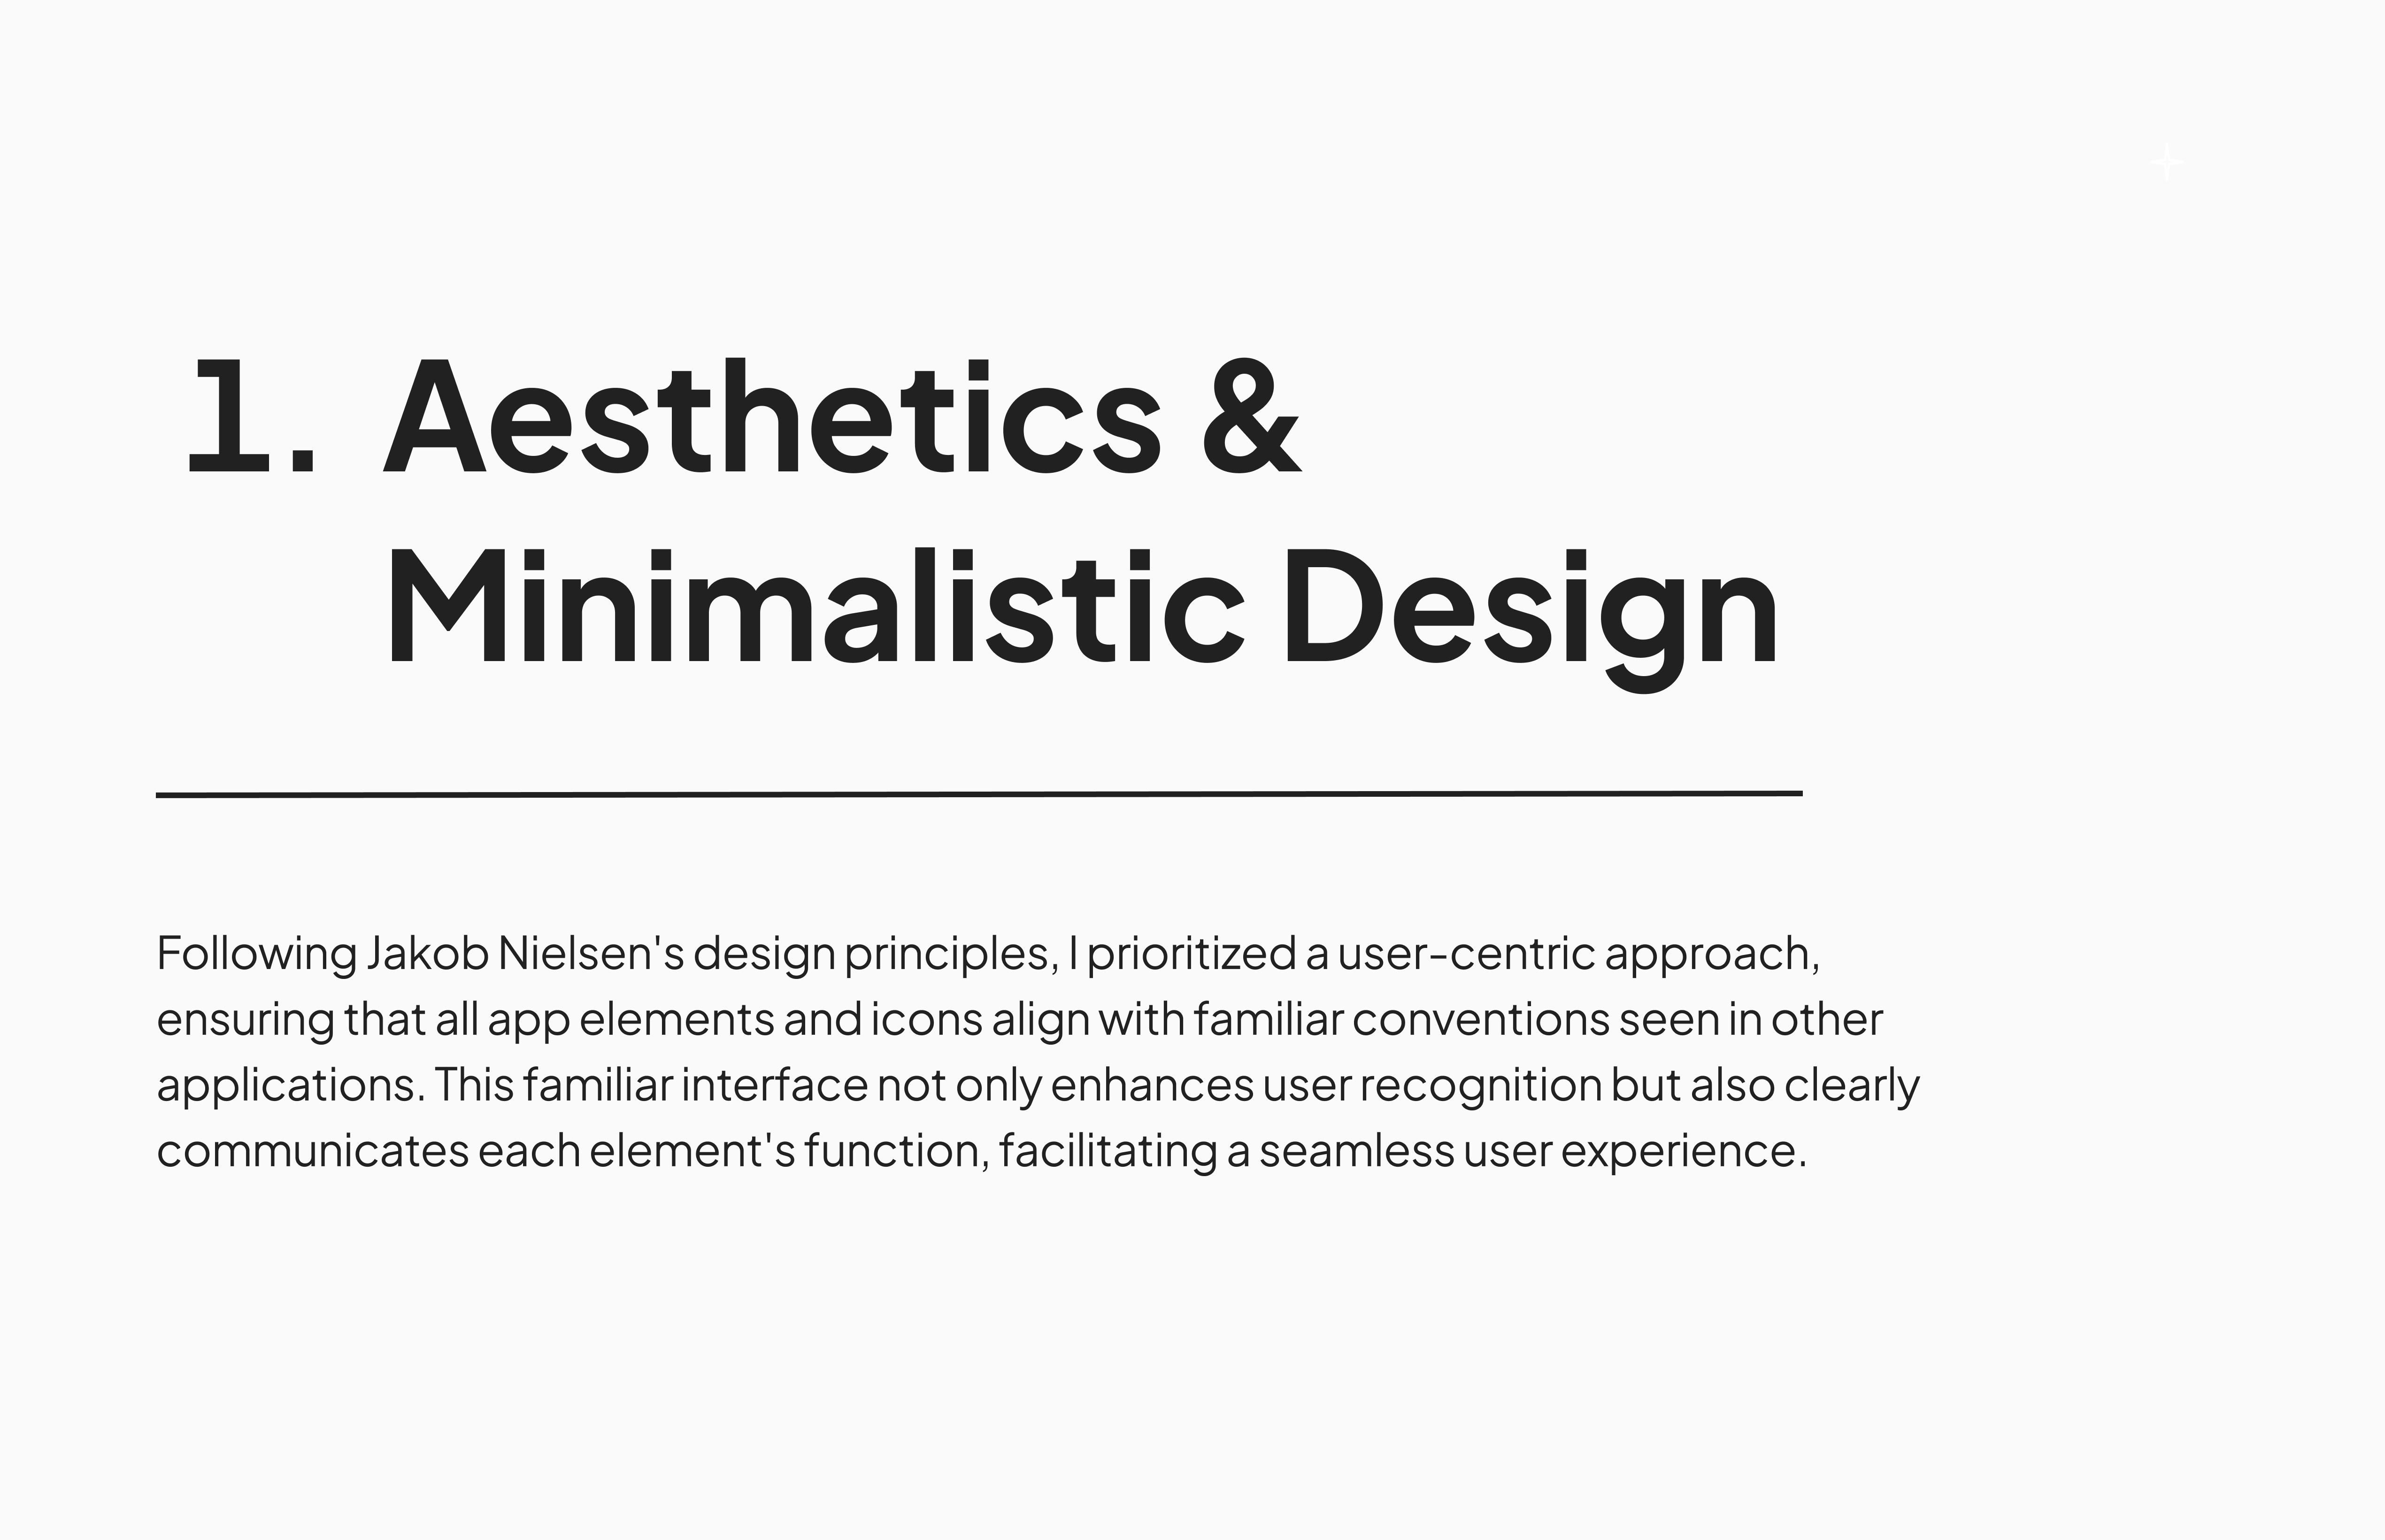 1. Aesthetics &
Minimalistic Design
Following Jakob Nielsen's design principles, I prioritized a user-centric approach,
ensuring that all app elements and icons align with familiar conventions seen in other
applications. This familiar interface not only enhances user recognition but also clearly
communicates each element's function, facilitating a seamless user experience.